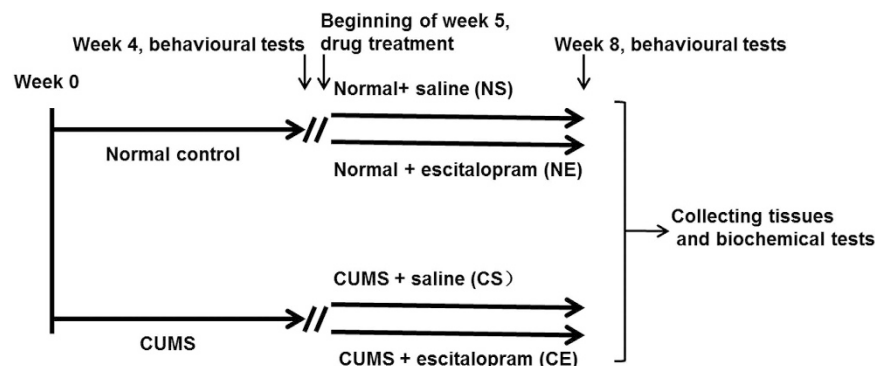 Beginning of week 5,
Week 4, behavioural tests
drug treatment
Week 8, behavioural tests
Week 0
Normal+ saline (NS)
Normal control
Normal + escitalopram (NE)
Collecting tissues
and biochemical tests
CUMS + saline (CS）
CUMS
CUMS + escitalopram (CE)